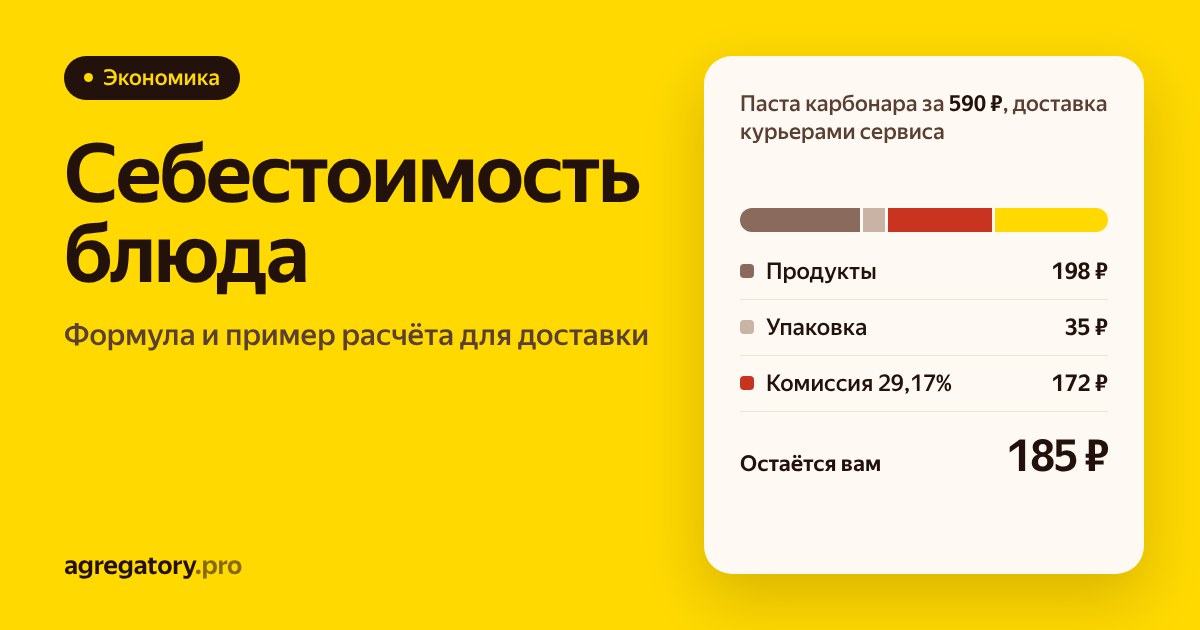 Экономика
Себестоимость
блюда
Формула и пример расчёта для доставки
agregatory.pro
Паста карбонара за 590 ₽, доставка
курьерами сервиса
Продукты 198 ₽
Упаковка 35 ₽
Комиссия 29,17% 172 ₽
Остаётся вам 185 ₽